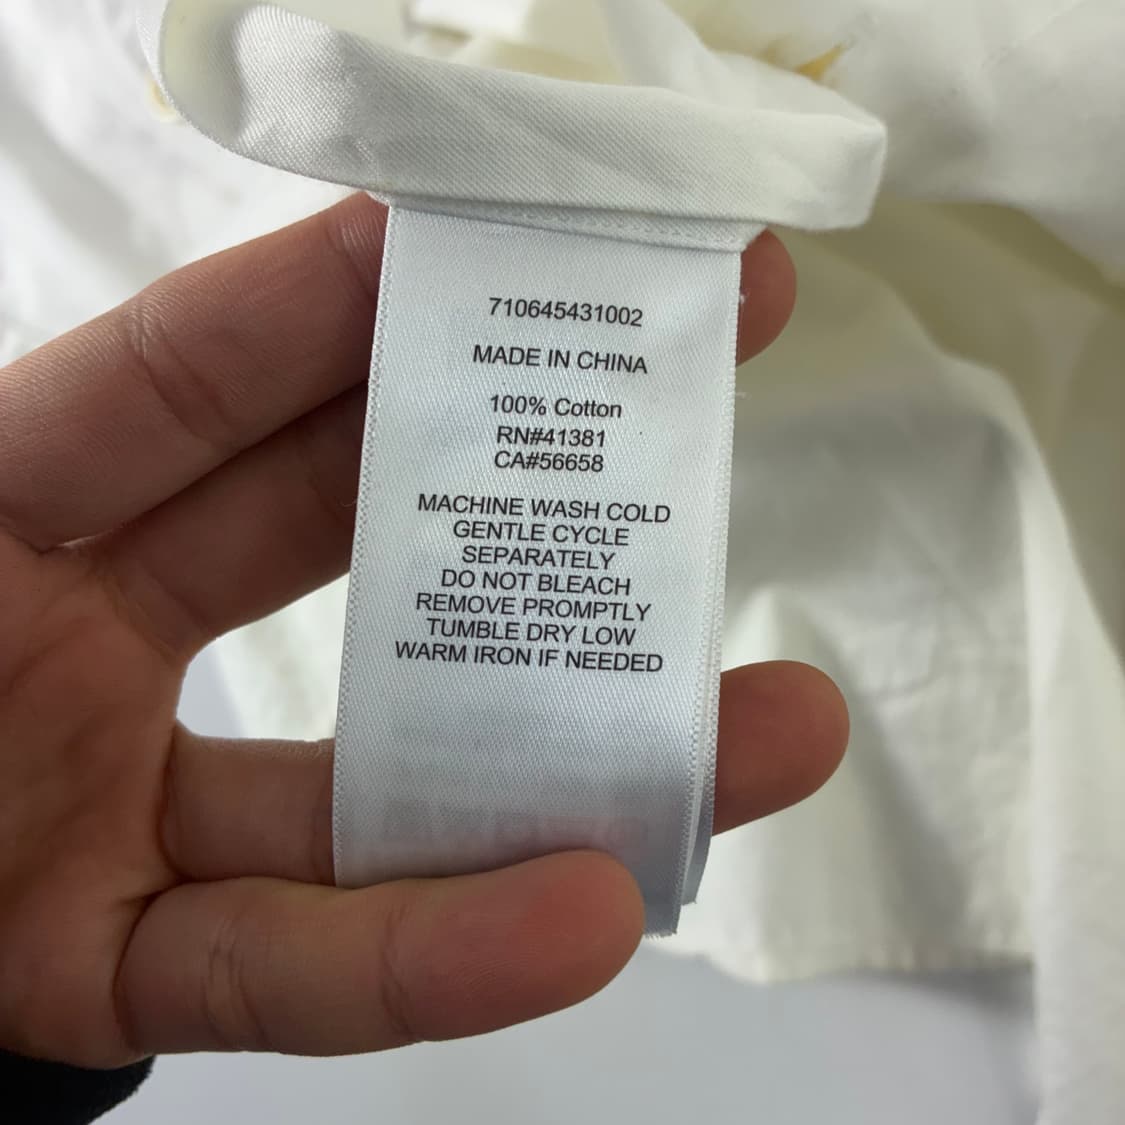 710645431002
MADE IN CHINA
100% Cotton
RN#41381
CA#56658
MACHINE WASH COLD
GENTLE CYCLE
SEPARATELY
DO NOT BLEACH
REMOVE PROMPTLY
TUMBLE DRY LOW
WARM IRON IF NEEDED